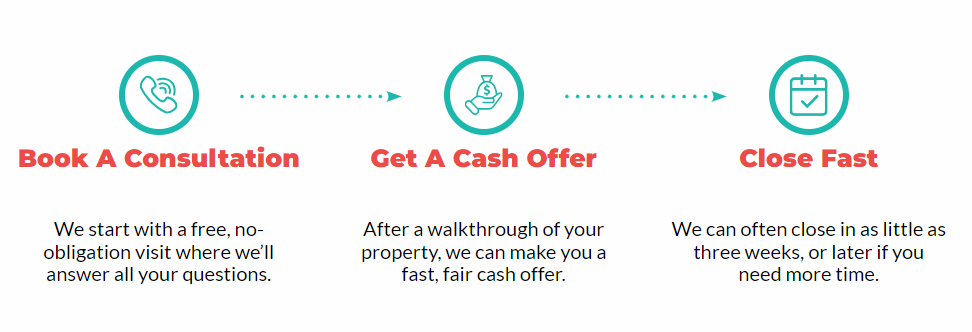 Book A Consultation
Get A Cash Offer
Close Fast
We start with a free, no-
obligation visit where we'll
answer all your questions.
After a walkthrough of your
property, we can make you a
fast, fair cash offer.
We can often close in as little as
three weeks, or later if you
need more time.